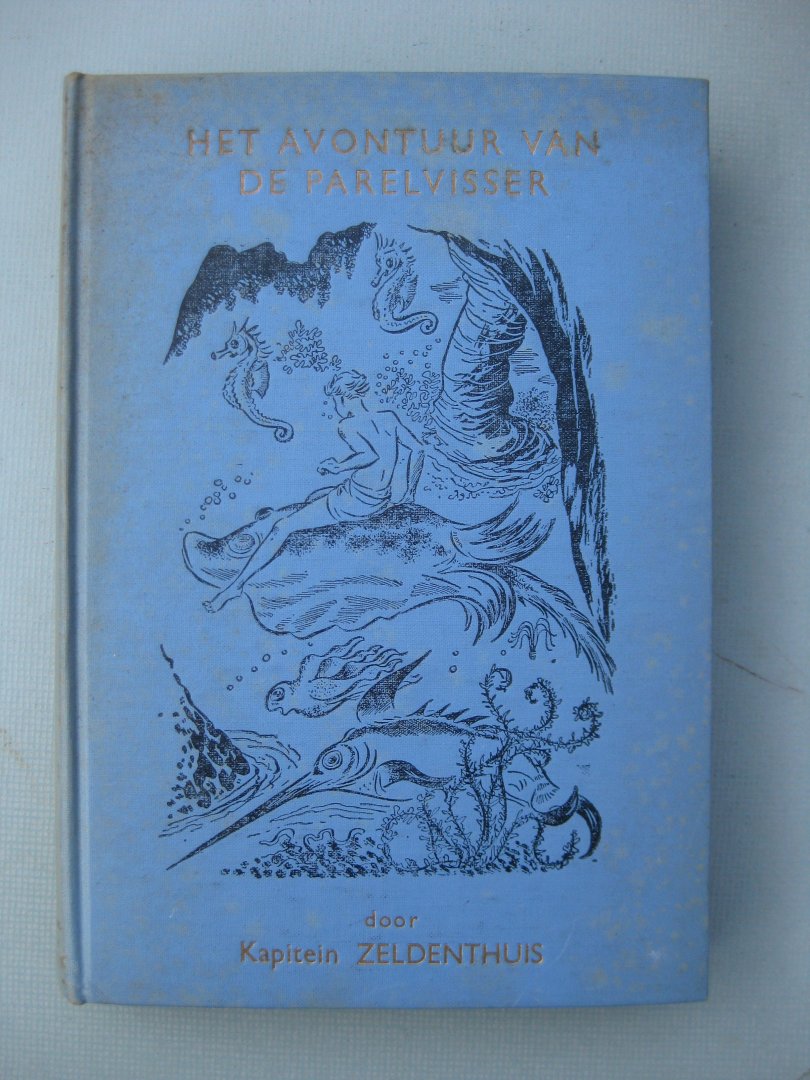 HET AVONTUUR VAN
DE PARELVISSER
door
Kapitein ZELDENTHUIS